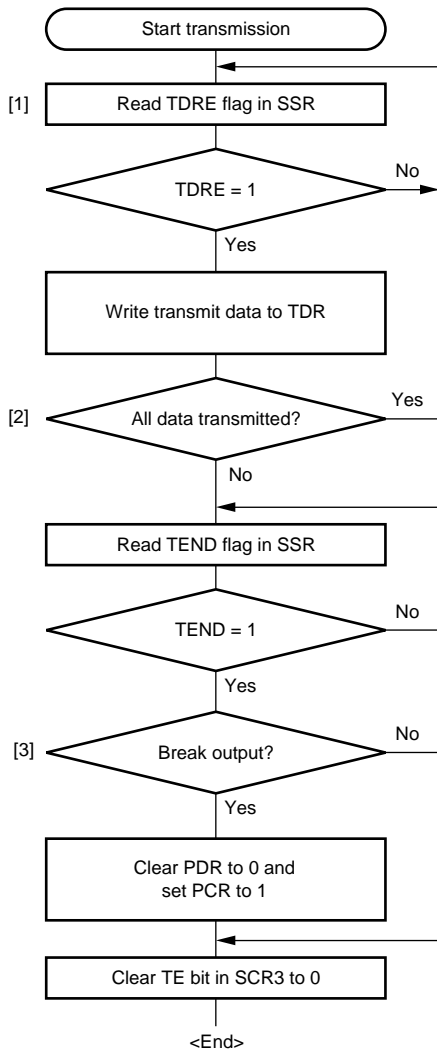 Start transmission
[1] Read TDRE flag in SSR
TDRE = 1 No
Yes
Write transmit data to TDR
[2] All data transmitted? Yes
No
Read TEND flag in SSR
TEND = 1 No
Yes
[3] Break output? No
Yes
Clear PDR to 0 and
set PCR to 1
Clear TE bit in SCR3 to 0
<End>